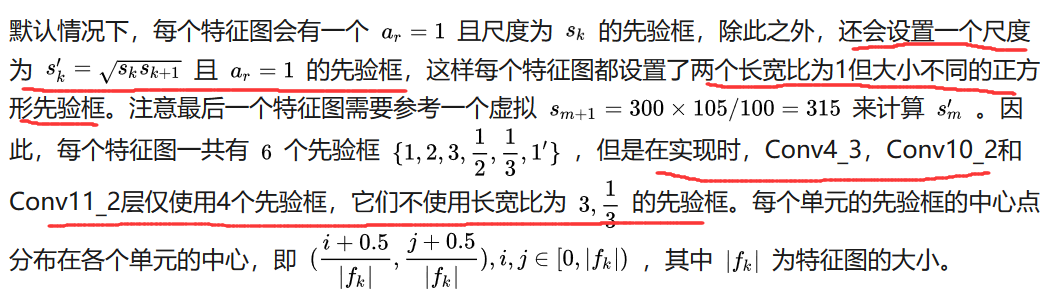 默认情况下，每个特征图会有一个 $a_r = 1$ 且尺度为 $s_k$ 的先验框，除此之外，还会设置一个尺度
为 $s'_k = \sqrt{s_k s_{k+1}}$ 且 $a_r = 1$ 的先验框，这样每个特征图都设置了两个长宽比为1但大小不同的正方
形先验框。注意最后一个特征图需要参考一个虚拟 $s_{m+1} = 300 \times 105/100 = 315$ 来计算 $s'_m$ 。因
此，每个特征图一共有 $6$ 个先验框 $\{1, 2, 3, \frac{1}{2}, \frac{1}{3}, 1'\}$ ，但是在实现时，Conv4_3，Conv10_2和
Conv11_2层仅使用4个先验框，它们不使用长宽比为 $3, \frac{1}{3}$ 的先验框。每个单元的先验框的中心点
分布在各个单元的中心，即 $(\frac{i+0.5}{|f_k|}, \frac{j+0.5}{|f_k|}), i, j \in [0, |f_k|)$ ，其中 $|f_k|$ 为特征图的大小。